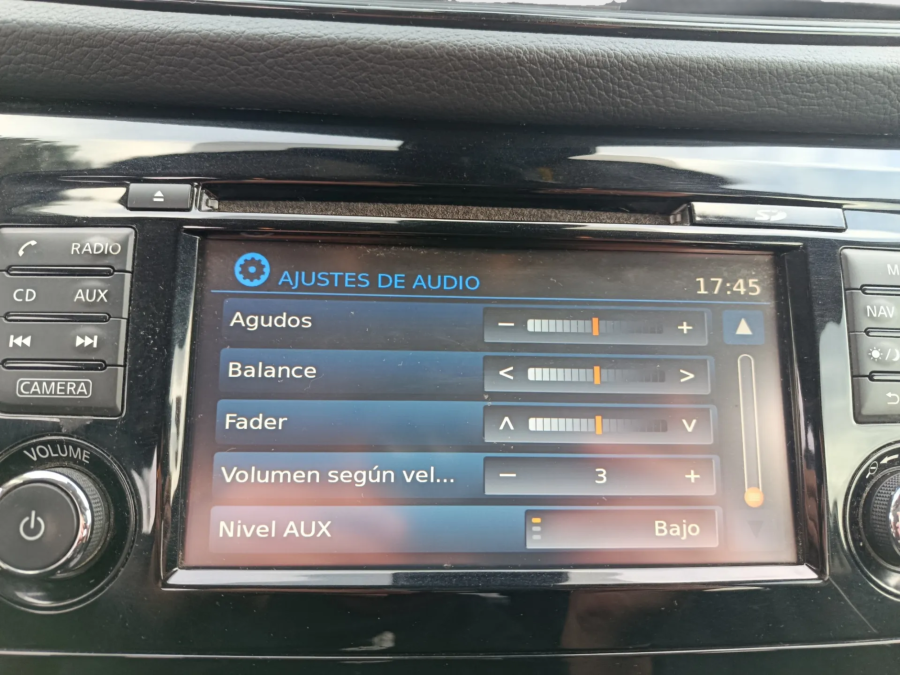 SD
RADIO
CD AUX
CAMERA
VOLUME
AJUSTES DE AUDIO 17:45
Agudos − +
Balance < >
Fader ∧ ∨
Volumen según vel... − 3 +
Nivel AUX Bajo
NAV